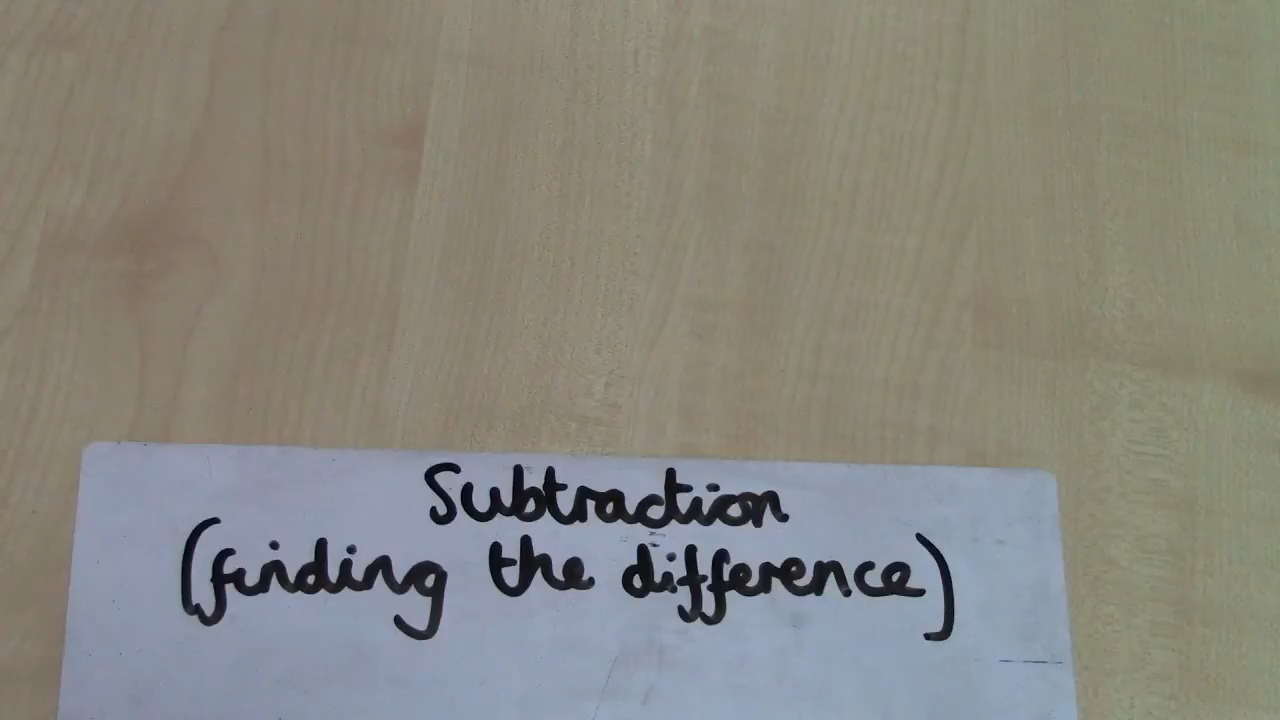 Subtraction
(finding the difference)